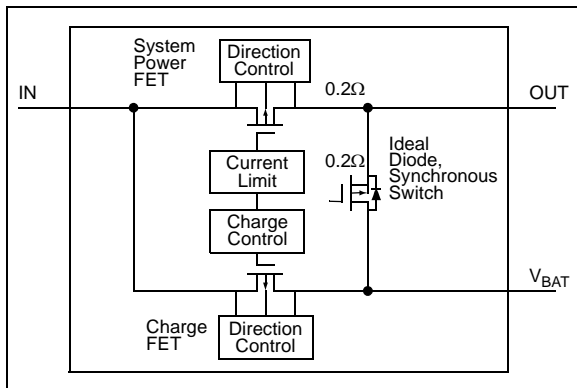 System
Power
FET
Direction
Control
IN
0.2Ω
OUT
0.2Ω
Ideal
Diode,
Synchronous
Switch
Current
Limit
Charge
Control
VBAT
Charge
FET
Direction
Control